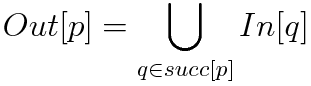 Out[p] = ⋃ In[q]
q∈succ[p]